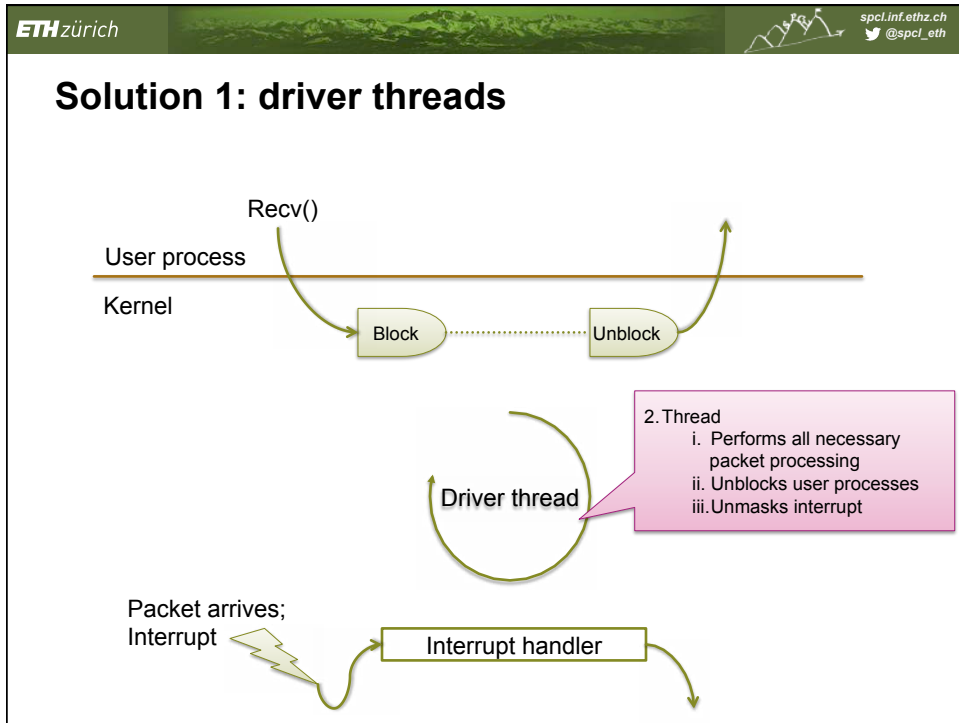 ETH zürich
spcl.inf.ethz.ch
@spcl_eth
Solution 1: driver threads
Recv()
User process
Kernel
Block
Unblock
2. Thread
i. Performs all necessary
packet processing
ii. Unblocks user processes
iii.Unmasks interrupt
Driver thread
Packet arrives;
Interrupt
Interrupt handler